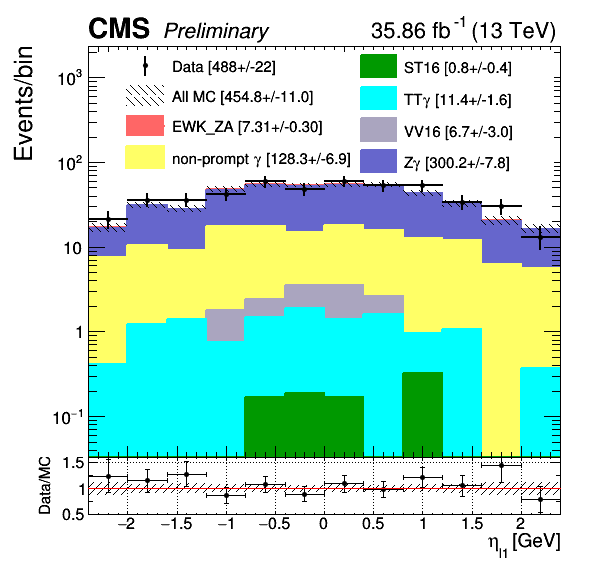 CMS Preliminary 35.86 fb⁻¹ (13 TeV)
Events/bin
Data [488+/-22]
All MC [454.8+/-11.0]
EWK_ZA [7.31+/-0.30]
non-prompt γ [128.3+/-6.9]
ST16 [0.8+/-0.4]
TTγ [11.4+/-1.6]
VV16 [6.7+/-3.0]
Zγ [300.2+/-7.8]
10³
10²
10
1
10⁻¹
Data/MC
1.5
1
0.5
−2 −1.5 −1 −0.5 0 0.5 1 1.5 2
η_l1 [GeV]